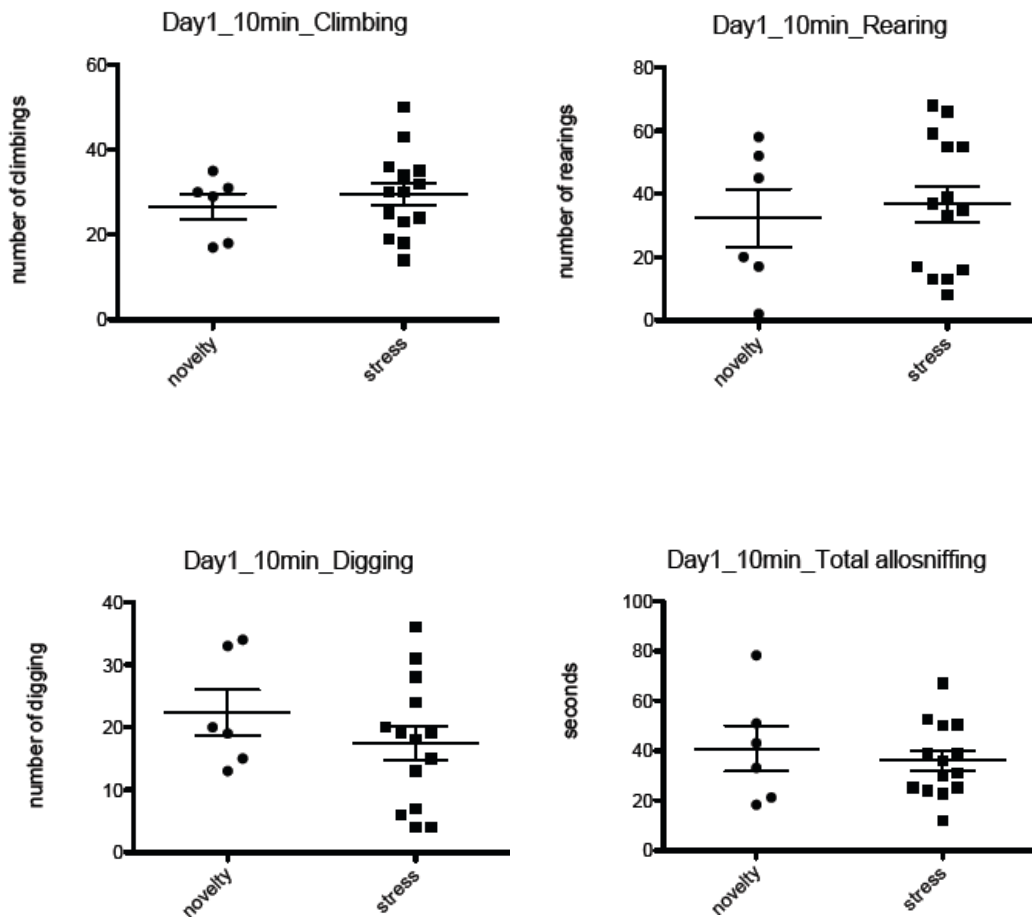 Day1_10min_Climbing
number of climbings
60
40
20
0
novelty
stress
Day1_10min_Rearing
number of rearings
80
60
40
20
0
novelty
stress
Day1_10min_Digging
number of digging
40
30
20
10
0
novelty
stress
Day1_10min_Total allosniffing
seconds
100
80
60
40
20
0
novelty
stress